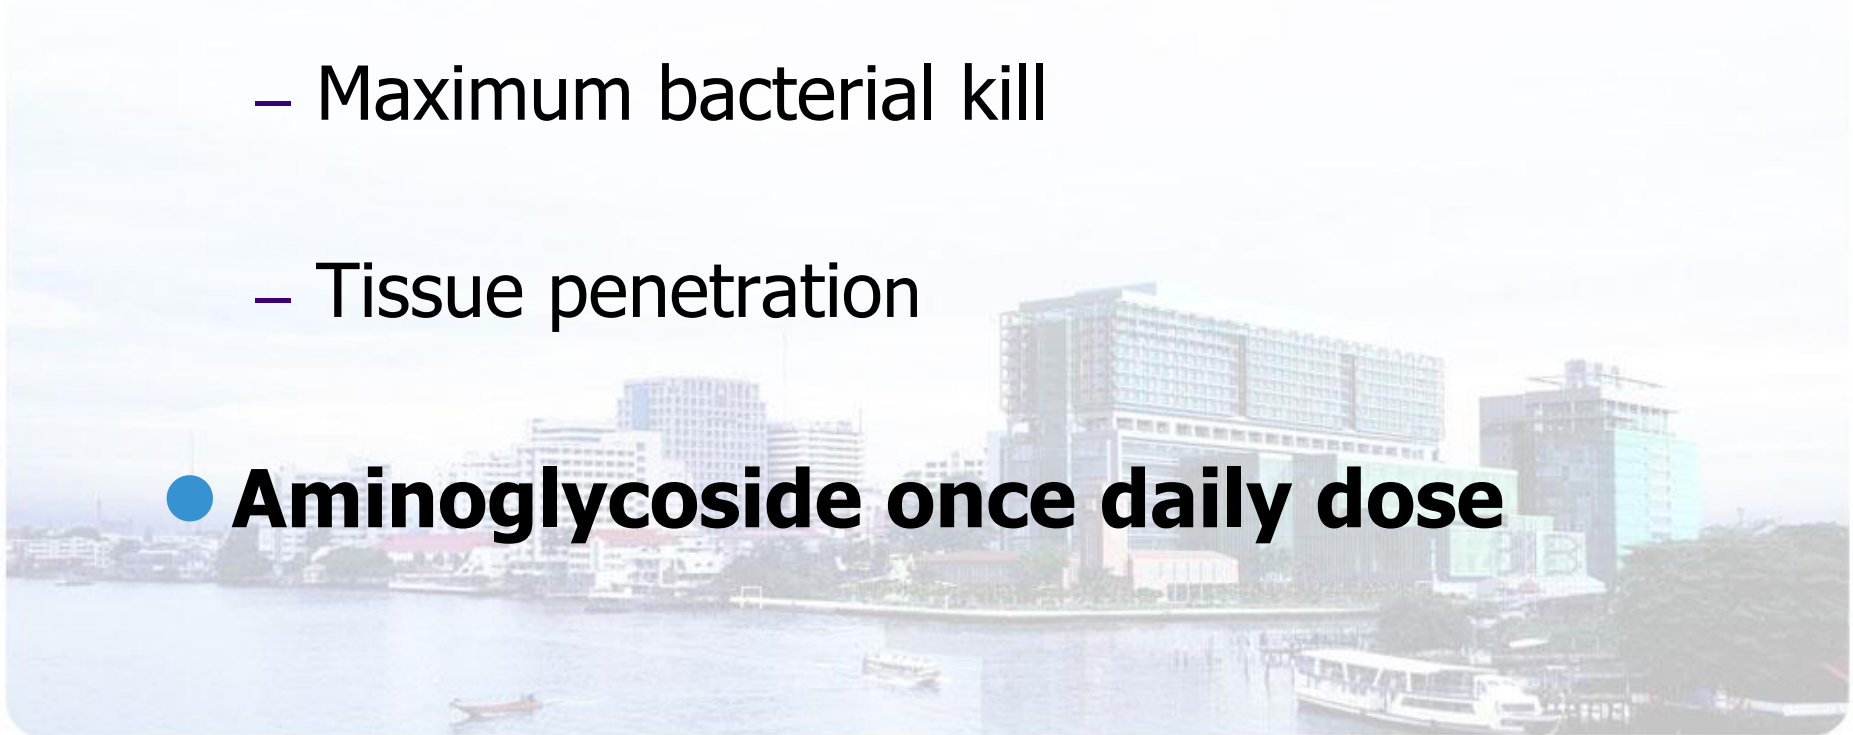 – Maximum bacterial kill
– Tissue penetration
● Aminoglycoside once daily dose